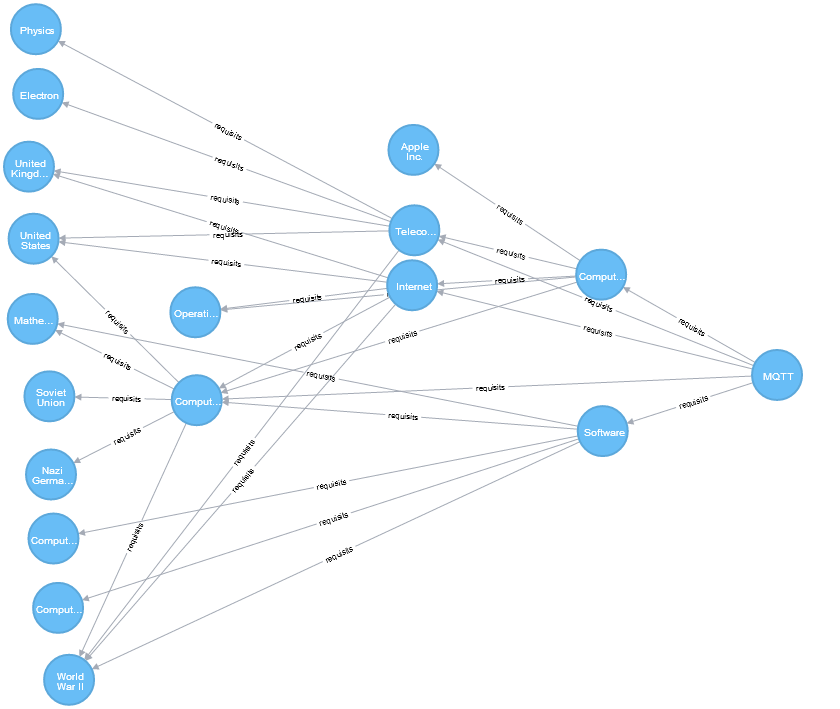 Physics
requisits
Electron
requisits
Apple
Inc.
United
Kingd...
requisits
requisits
requisits
requisits
United
States
Teleco...
requisits
requisits
Internet
requisits
requisits
Comput...
requisits
Operati...
requisits
requisits
Mathe...
requisits
requisits
requisits
requisits
requisits
MQTT
requisits
Soviet
Union
requisits
Comput...
requisits
requisits
Software
requisits
Nazi
Germa...
requisits
requisits
requisits
Comput...
requisits
requisits
requisits
Comput...
World
War II